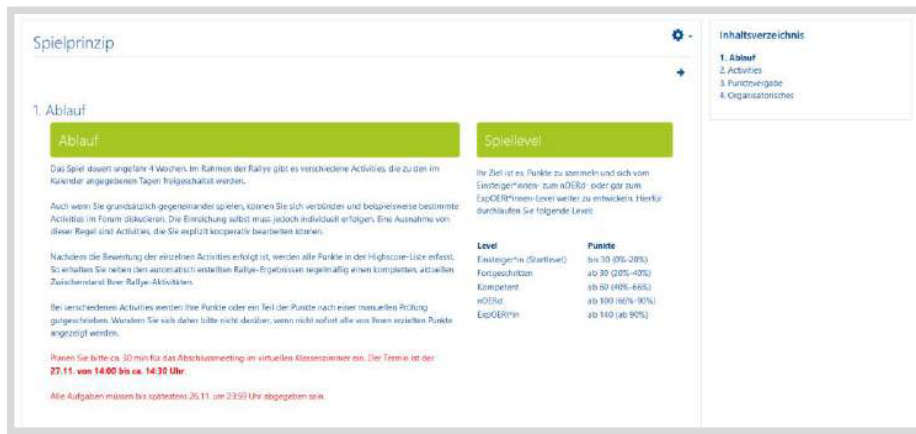 Spielprinzip
1. Ablauf
Ablauf
Das Spiel dauert ungefähr 4 Wochen. Im Rahmen der Rallye gibt es verschiedene Activities, die zu den im
Kalender angegebenen Tagen freigeschaltet werden.
Auch wenn Sie grundsätzlich gegeneinander spielen, können Sie sich verbünden und beispielsweise bestimmte
Activities im Forum diskutieren. Die Einreichung selbst muss jedoch individuell erfolgen. Eine Ausnahme von
dieser Regel sind Activities, die Sie explizit kooperativ bearbeiten können.
Nachdem die Bewertung der einzelnen Activities erfolgt ist, werden alle Punkte in der Highscore-Liste erfasst.
So erhalten Sie neben den automatisch erstellten Rallye-Ergebnissen regelmäßig einen kompletten, aktuellen
Zwischenstand Ihrer Rallye-Aktivitäten.
Bei verschiedenen Activities werden Ihre Punkte oder ein Teil der Punkte nach einer manuellen Prüfung
gutgeschrieben. Wundern Sie sich daher bitte nicht darüber, wenn nicht sofort alle von Ihnen erzielten Punkte
angezeigt werden.
Planen Sie bitte ca. 30 min für das Abschlussmeeting im virtuellen Klassenzimmer ein. Der Termin ist der
27.11. von 14:00 bis ca. 14:30 Uhr.
Alle Aufgaben müssen bis spätestens 26.11. um 23:59 Uhr abgegeben sein.
Spiellevel
Ihr Ziel ist es, Punkte zu sammeln und sich vom
Einsteiger*innen- zum nOERd- oder gar zum
ExpOERt*innen-Level weiter zu entwickeln. Hierfür
durchlaufen Sie folgende Level:
Level Punkte
Einsteiger*in (Startlevel) bis 30 (0%-20%)
Fortgeschritten ab 30 (20%-40%)
Kompetent ab 60 (40%-66%)
nOERd ab 100 (66%-90%)
ExpOERt*in ab 140 (ab 90%)
Inhaltsverzeichnis
1. Ablauf
2. Activities
3. Punktevergabe
4. Organisatorisches